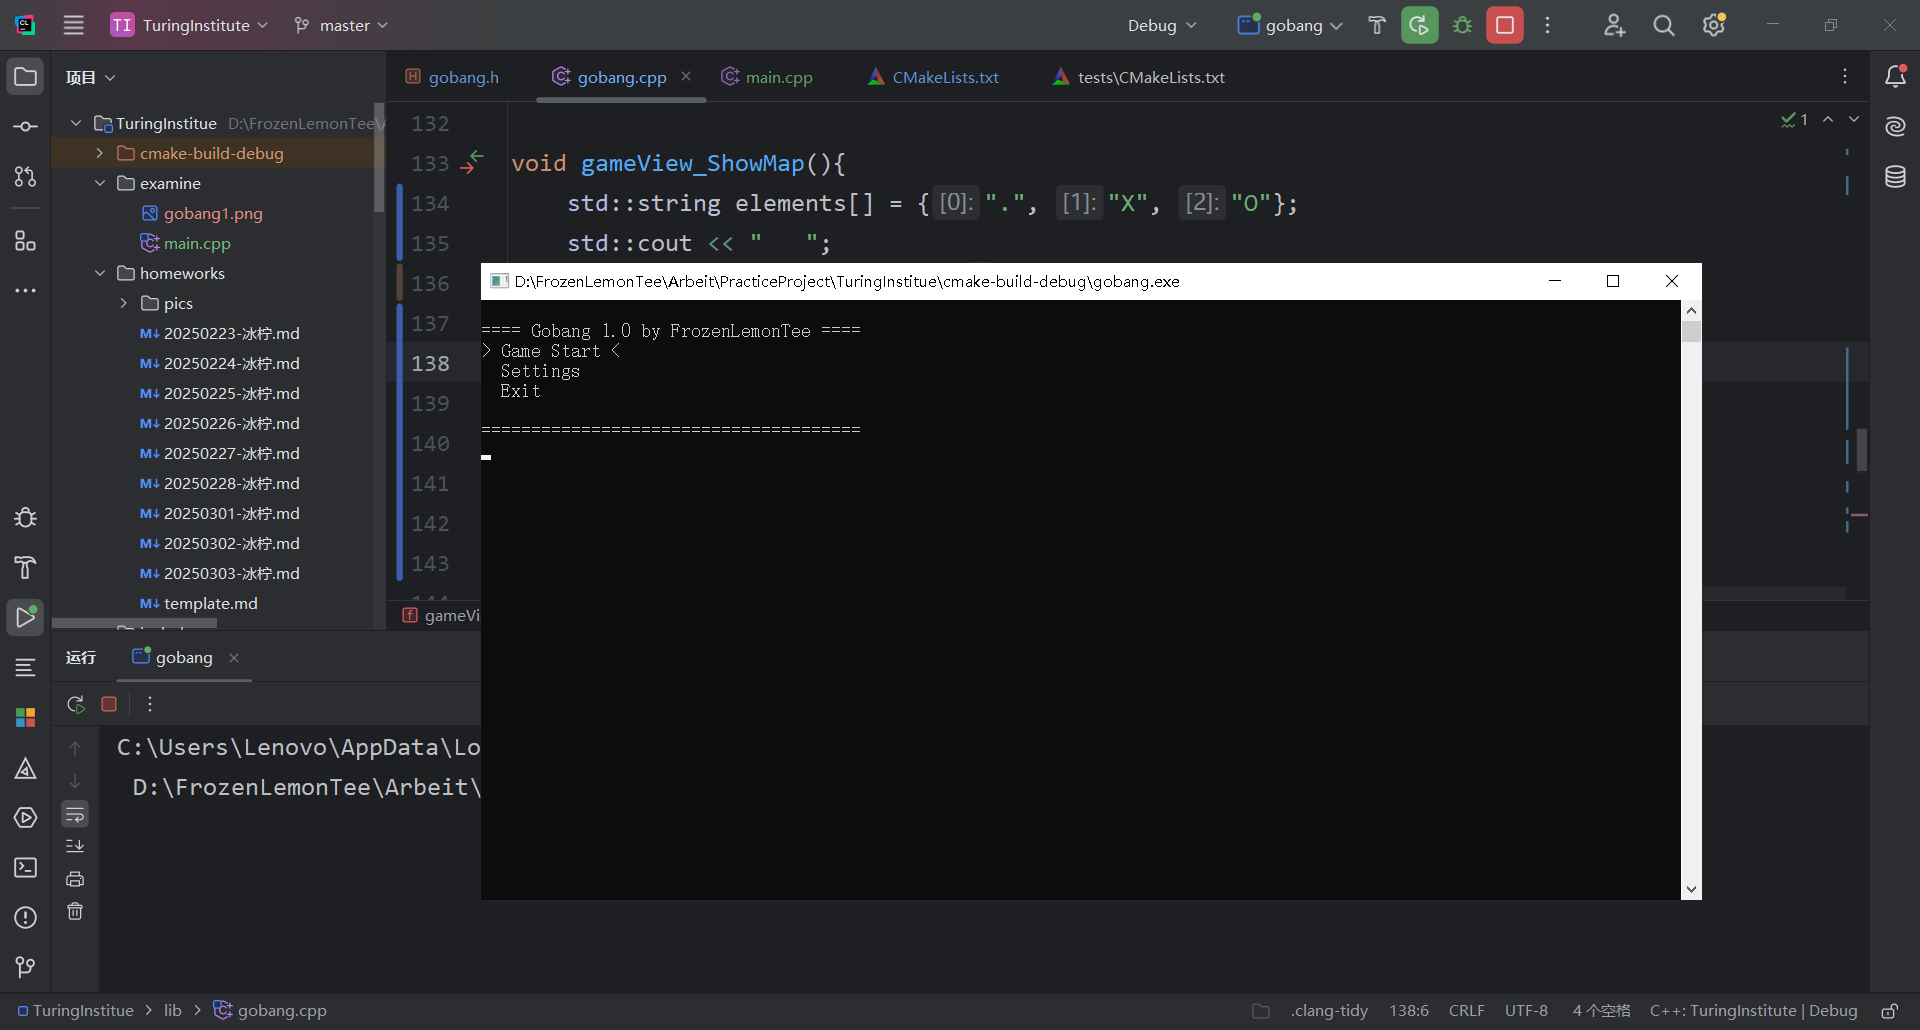 TI TuringInstitute master Debug gobang
项目
gobang.h gobang.cpp main.cpp CMakeLists.txt tests\CMakeLists.txt
TuringInstitue D:\FrozenLemonTee\
cmake-build-debug
examine
gobang1.png
main.cpp
homeworks
pics
20250223-冰柠.md
20250224-冰柠.md
20250225-冰柠.md
20250226-冰柠.md
20250227-冰柠.md
20250228-冰柠.md
20250301-冰柠.md
20250302-冰柠.md
20250303-冰柠.md
template.md
132
133 void gameView_ShowMap(){
134 std::string elements[] = {[0]: ".", [1]: "X", [2]: "O"};
135 std::cout << "   ";
136
137
138
139
140
141
142
143
1
gameVi
D:\FrozenLemonTee\Arbeit\PracticeProject\TuringInstitue\cmake-build-debug\gobang.exe
==== Gobang 1.0 by FrozenLemonTee ====
> Game Start <
Settings
Exit
======================================
运行 gobang
C:\Users\Lenovo\AppData\Lo
D:\FrozenLemonTee\Arbeit\
TuringInstitue > lib > gobang.cpp .clang-tidy 138:6 CRLF UTF-8 4 个空格 C++: TuringInstitute | Debug